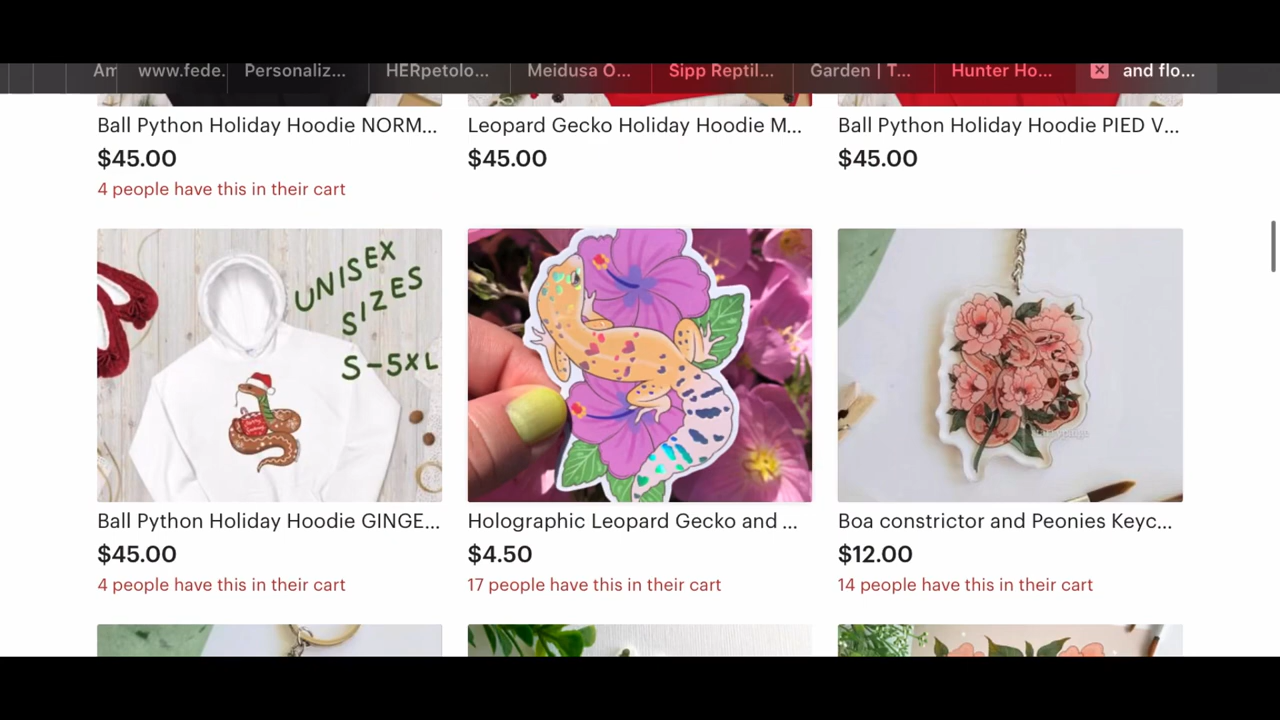 Am
www.fede.
Personaliz...
HERpetolo...
Meidusa O...
Sipp Reptil...
Garden | T...
Hunter Ho...
and flo...
Ball Python Holiday Hoodie NORM...
Leopard Gecko Holiday Hoodie M...
Ball Python Holiday Hoodie PIED V...
$45.00
$45.00
$45.00
4 people have this in their cart
UNISEX
SIZES
S-5XL
Ball Python Holiday Hoodie GINGE...
Holographic Leopard Gecko and ...
Boa constrictor and Peonies Keyc...
$45.00
$4.50
$12.00
4 people have this in their cart
17 people have this in their cart
14 people have this in their cart